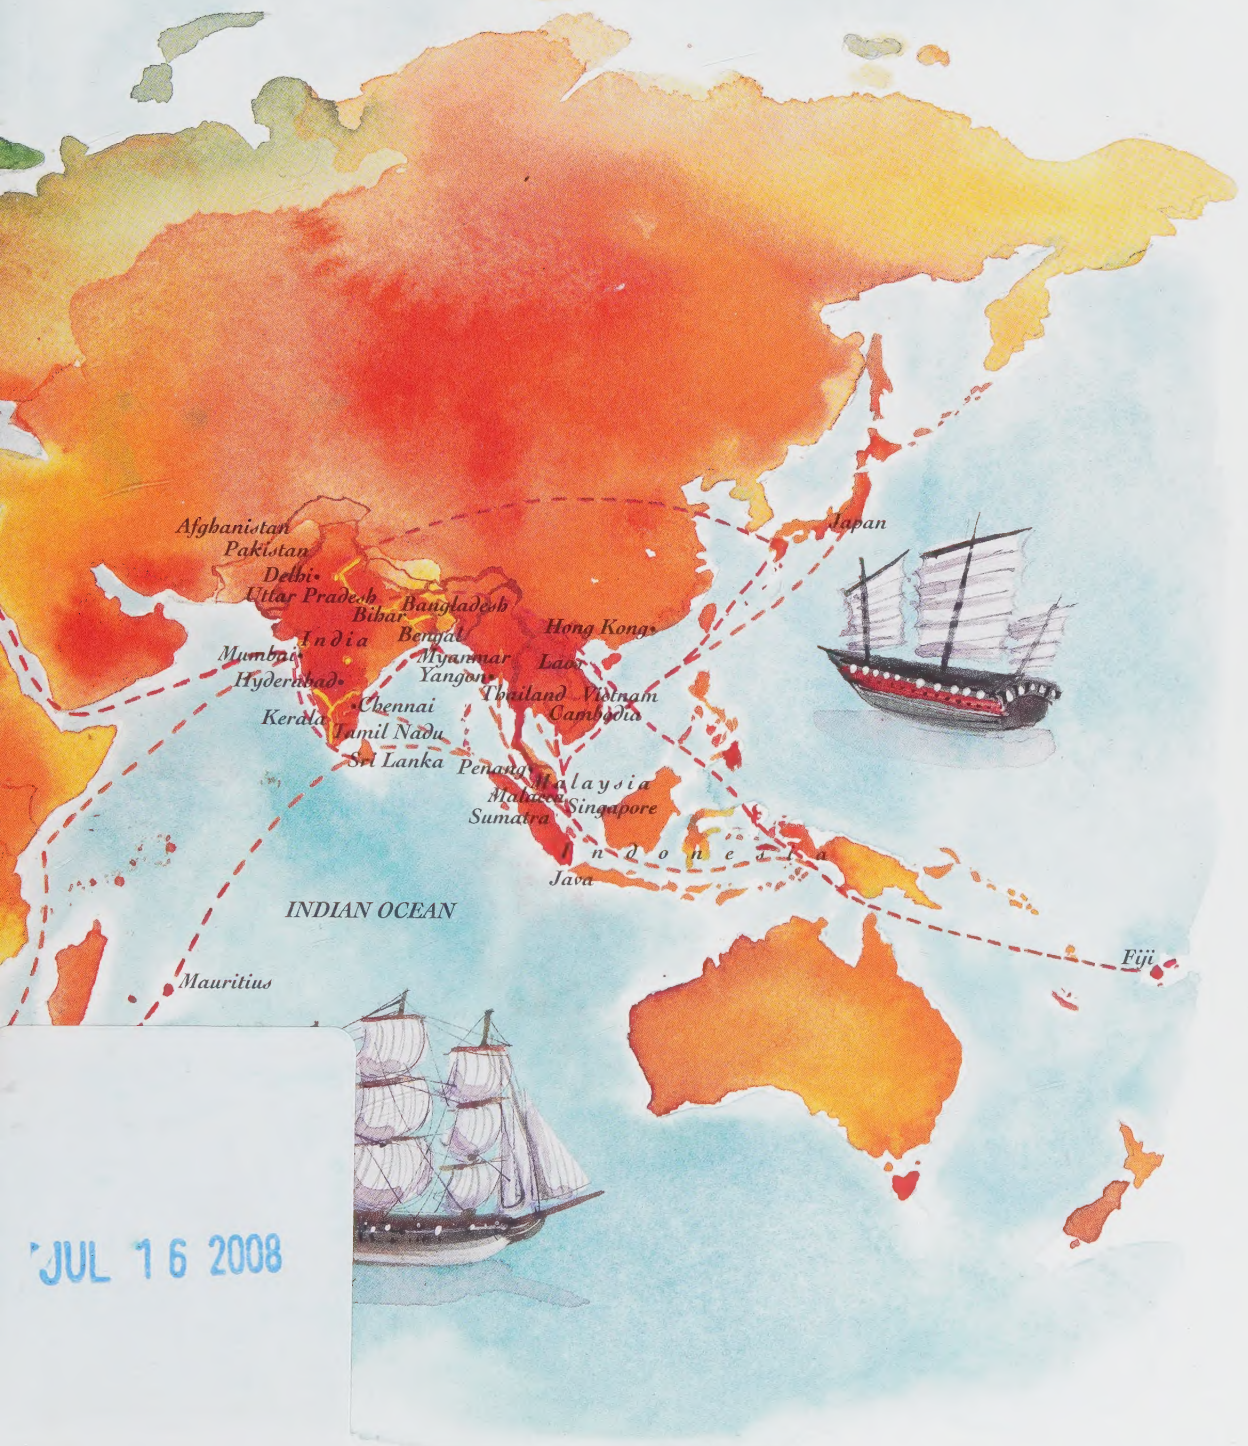 Afghanistan
Pakistan
Delhi
Uttar Pradesh
Bihar
Bangladesh
India
Bengal
Hong Kong
Mumbai
Myanmar
Laos
Hyderabad
Yangon
Thailand
Vietnam
Chennai
Cambodia
Kerala
Tamil Nadu
Sri Lanka
Penang
Malaysia
Malacca
Singapore
Sumatra
Indonesia
Java
Japan
INDIAN OCEAN
Fiji
Mauritius
JUL 16 2008